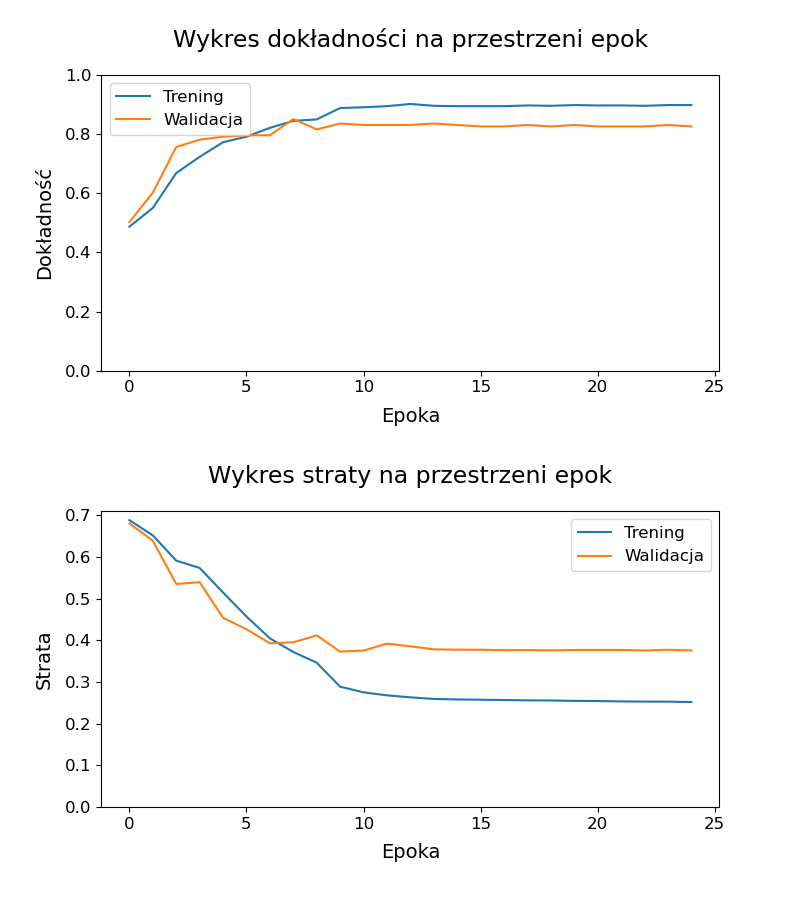 Wykres dokładności na przestrzeni epok
1.0
0.8
0.6
0.4
0.2
0.0
Dokładność
Trening
Walidacja
0 5 10 15 20 25
Epoka
Wykres straty na przestrzeni epok
0.7
0.6
0.5
0.4
0.3
0.2
0.1
0.0
Strata
Trening
Walidacja
0 5 10 15 20 25
Epoka